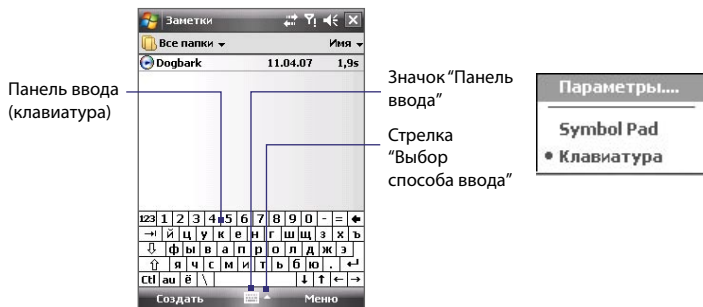 Заметки
Все папки
Имя
Dogbark 11.04.07 1,9s
Панель ввода
(клавиатура)
Значок “Панель
ввода”
Стрелка
“Выбор
способа ввода”
123 1 2 3 4 5 6 7 8 9 0 - =
й ц у к е н г ш щ з х ъ
ф ы в а п р о л д ж э
я ч с м и т ь б ю .
Ctl au ё \
Создать
Меню
Параметры....
Symbol Pad
Клавиатура